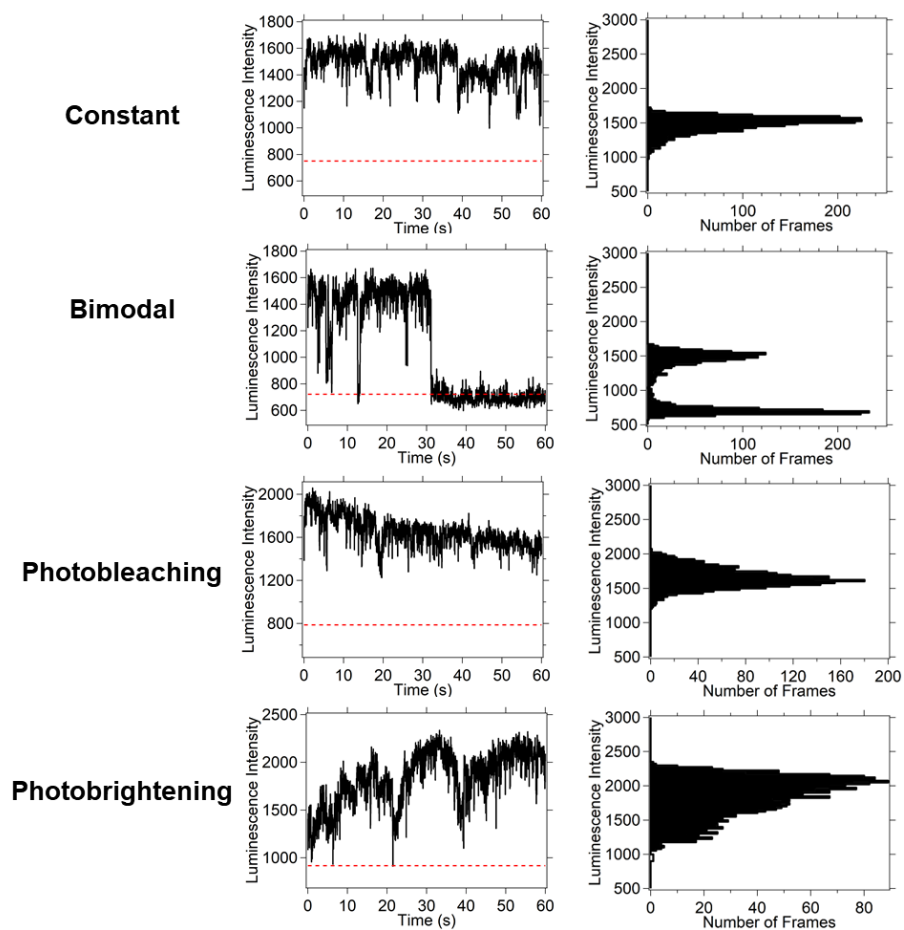 Constant
Luminescence Intensity
1800
1600
1400
1200
1000
800
600
0 10 20 30 40 50 60
Time (s)
Luminescence Intensity
3000
2500
2000
1500
1000
500
0 100 200
Number of Frames
Bimodal
Luminescence Intensity
1800
1600
1400
1200
1000
800
600
0 10 20 30 40 50 60
Time (s)
Luminescence Intensity
3000
2500
2000
1500
1000
500
0 100 200
Number of Frames
Photobleaching
Luminescence Intensity
2000
1600
1200
800
0 10 20 30 40 50 60
Time (s)
Luminescence Intensity
3000
2500
2000
1500
1000
500
0 40 80 120 160 200
Number of Frames
Photobrightening
Luminescence Intensity
2500
2000
1500
1000
0 10 20 30 40 50 60
Time (s)
Luminescence Intensity
3000
2500
2000
1500
1000
500
0 20 40 60 80
Number of Frames